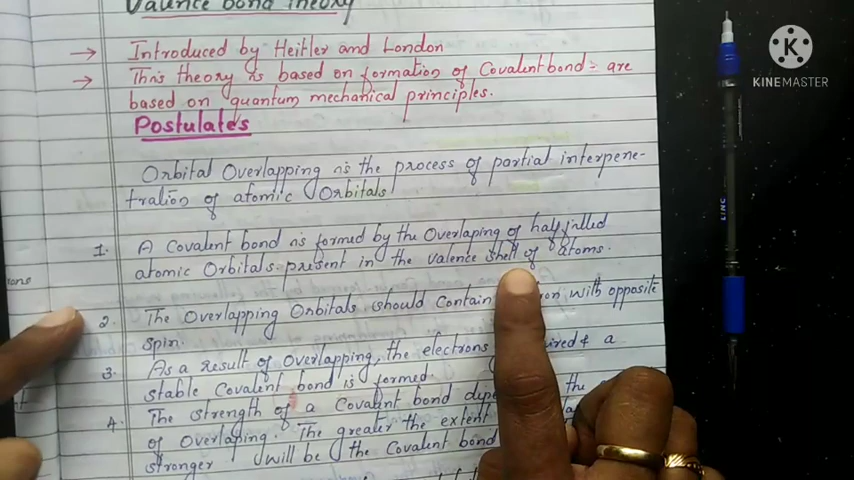 Valence bond theory
→ Introduced by Heitler and London
→ This theory is based on formation of Covalent bond: are
based on quantum mechanical principles.
Postulates
Orbital Overlapping is the process of partial interpene-
tration of atomic Orbitals
1. A Covalent bond is formed by the Overlaping of half filled
atomic Orbitals present in the valence shell of atoms.
2. The Overlapping Orbitals should contain with opposite
spin.
3. As a result of Overlapping, the electrons & a
stable Covalent bond is formed.
4. The strength of a Covalent bond the
of Overlaping. The greater the extent
stronger will be the Covalent bond
ions
LINC
K
KINEMASTER